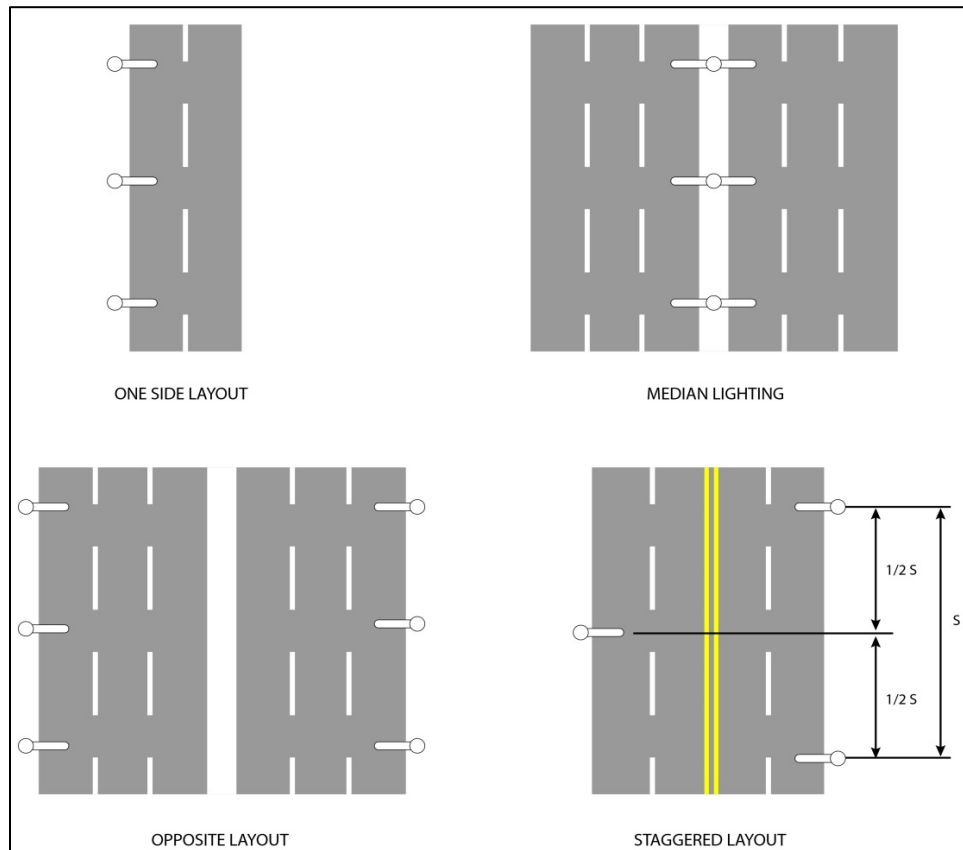 ONE SIDE LAYOUT
MEDIAN LIGHTING
1/2 S
S
1/2 S
OPPOSITE LAYOUT
STAGGERED LAYOUT